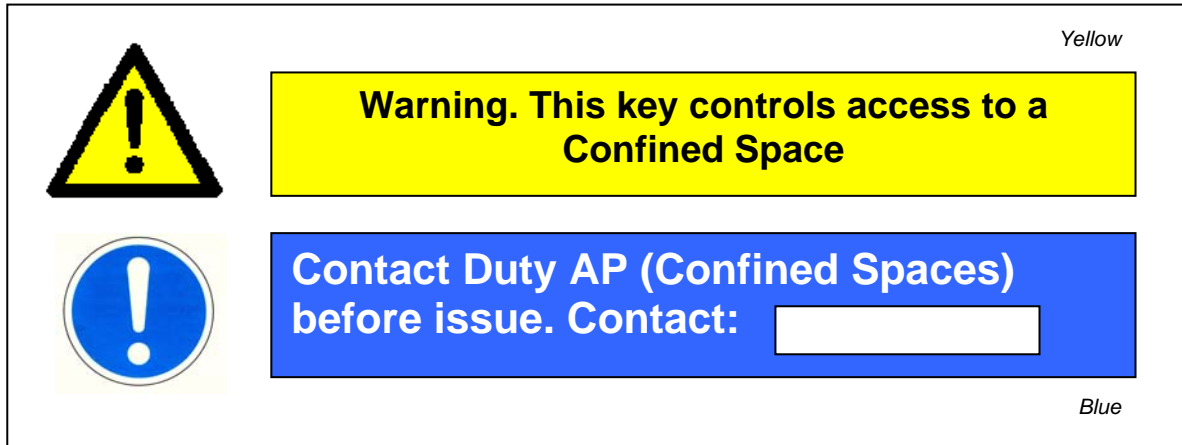 Yellow
Warning. This key controls access to a
Confined Space
Contact Duty AP (Confined Spaces)
before issue. Contact:
Blue